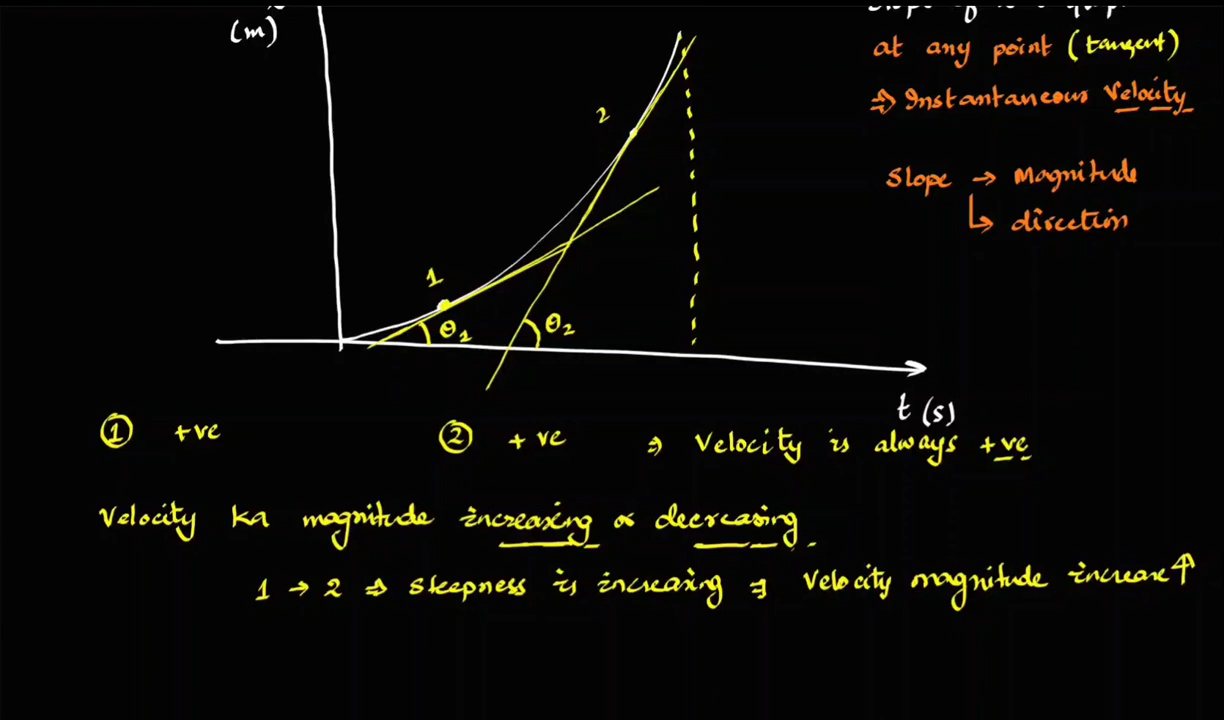 (m)
at any point (tangent)
⇒ Instantaneous Velocity
2
Slope → Magnitude
↳ direction
1
θ1
θ2
t (s)
① +ve ② + ve ⇒ Velocity is always +ve
Velocity ka magnitude increasing or decreasing
1 → 2 ⇒ steepness is increasing ⇒ Velocity magnitude increase↑